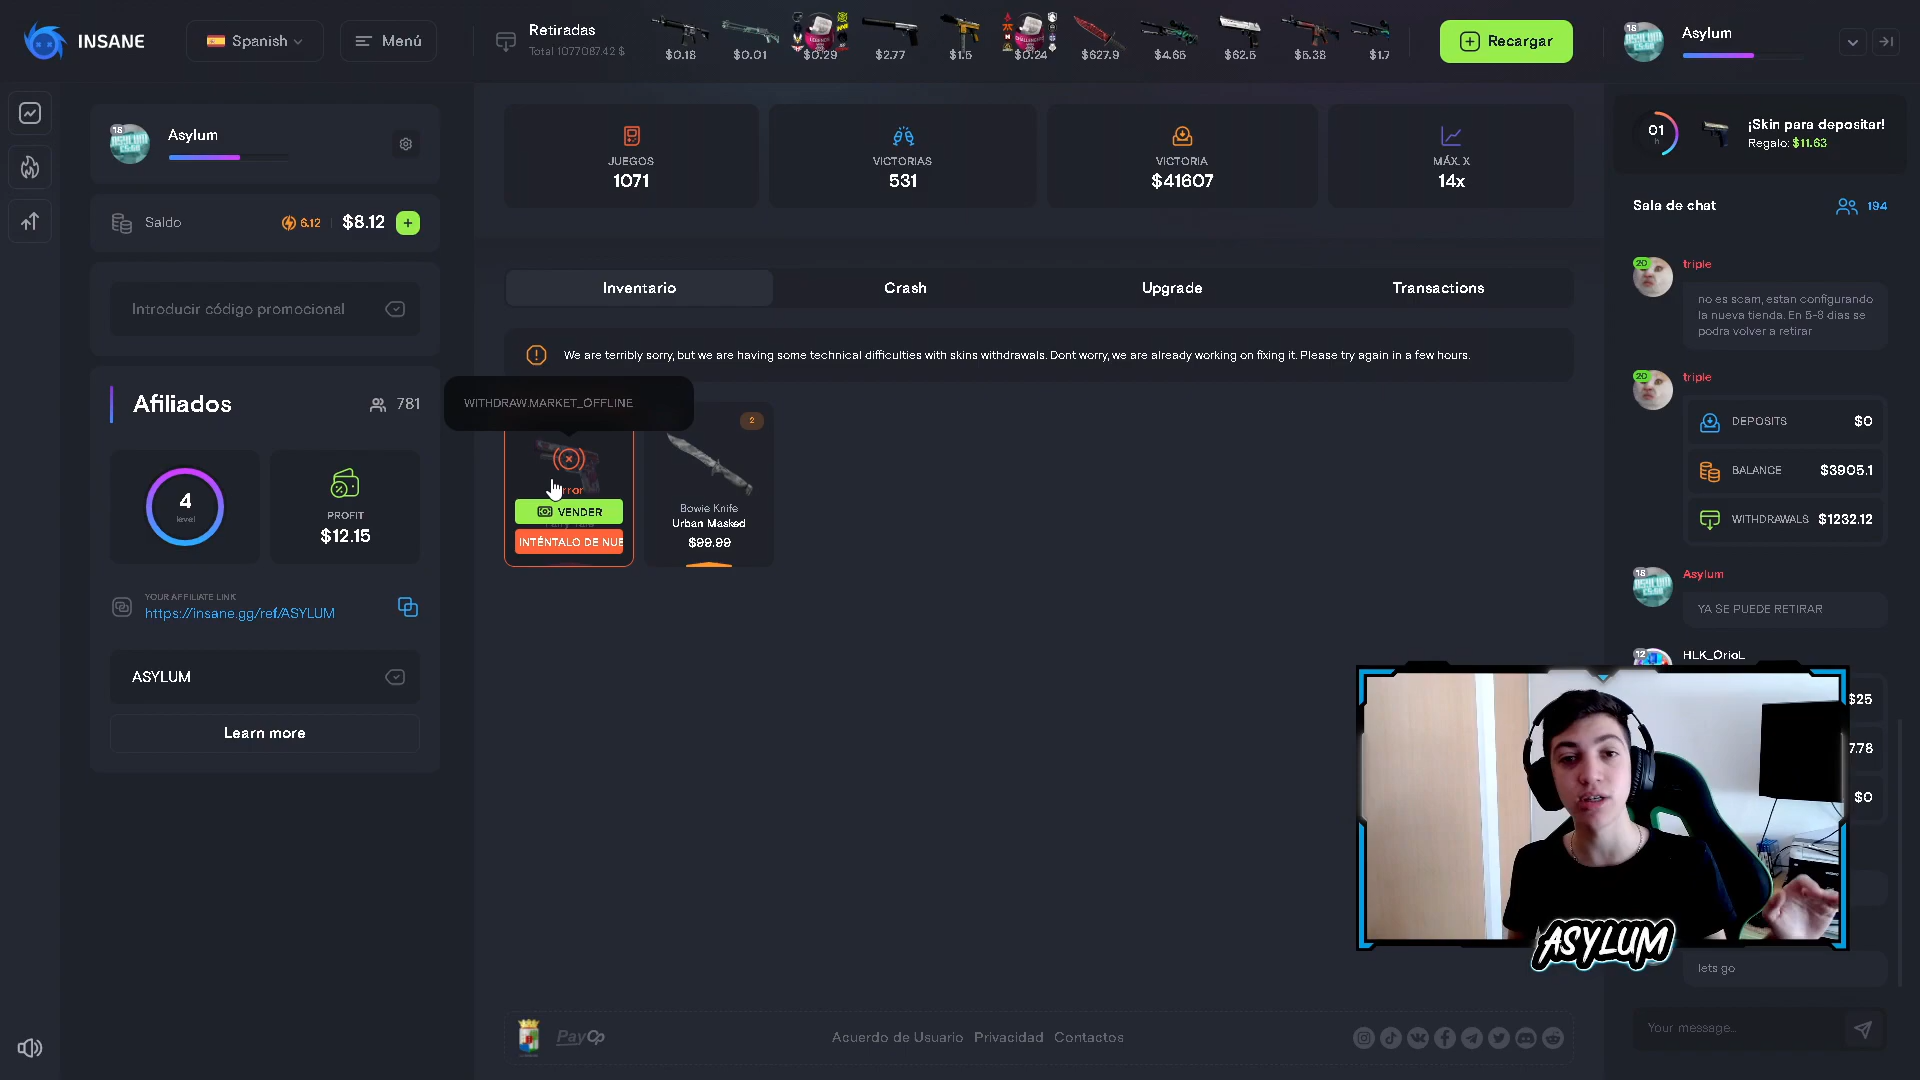 INSANE
Spanish
Menú
Retiradas
Total 1077087.42 $
$0.18
$0.01
$0.29
$2.77
$1.5
$0.24
$627.9
$4.65
$62.5
$5.38
$1.7
Recargar
18
Asylum
18
Asylum
Saldo
6.12
$8.12
Introducir código promocional
Afiliados
781
4
level
PROFIT
$12.15
YOUR AFFILIATE LINK
https://insane.gg/ref/ASYLUM
ASYLUM
Learn more
JUEGOS
1071
VICTORIAS
531
VICTORIA
$41607
MÁX. X
14x
Inventario
Crash
Upgrade
Transactions
We are terribly sorry, but we are having some technical difficulties with skins withdrawals. Dont worry, we are already working on fixing it. Please try again in a few hours.
WITHDRAW.MARKET_OFFLINE
rror
VENDER
INTÉNTALO DE NUE
2
Bowie Knife
Urban Masked
$99.99
01
h
¡Skin para depositar!
Regalo: $11.63
Sala de chat
194
20
triple
no es scam, estan configurando
la nueva tienda. En 5-8 dias se
podra volver a retirar
20
triple
DEPOSITS
$0
BALANCE
$3905.1
WITHDRAWALS
$1232.12
18
Asylum
YA SE PUEDE RETIRAR
12
HLK_OrioL
$25
7.78
$0
ASYLUM
lets go
Your message...
PayOp
Acuerdo de Usuario
Privacidad
Contactos